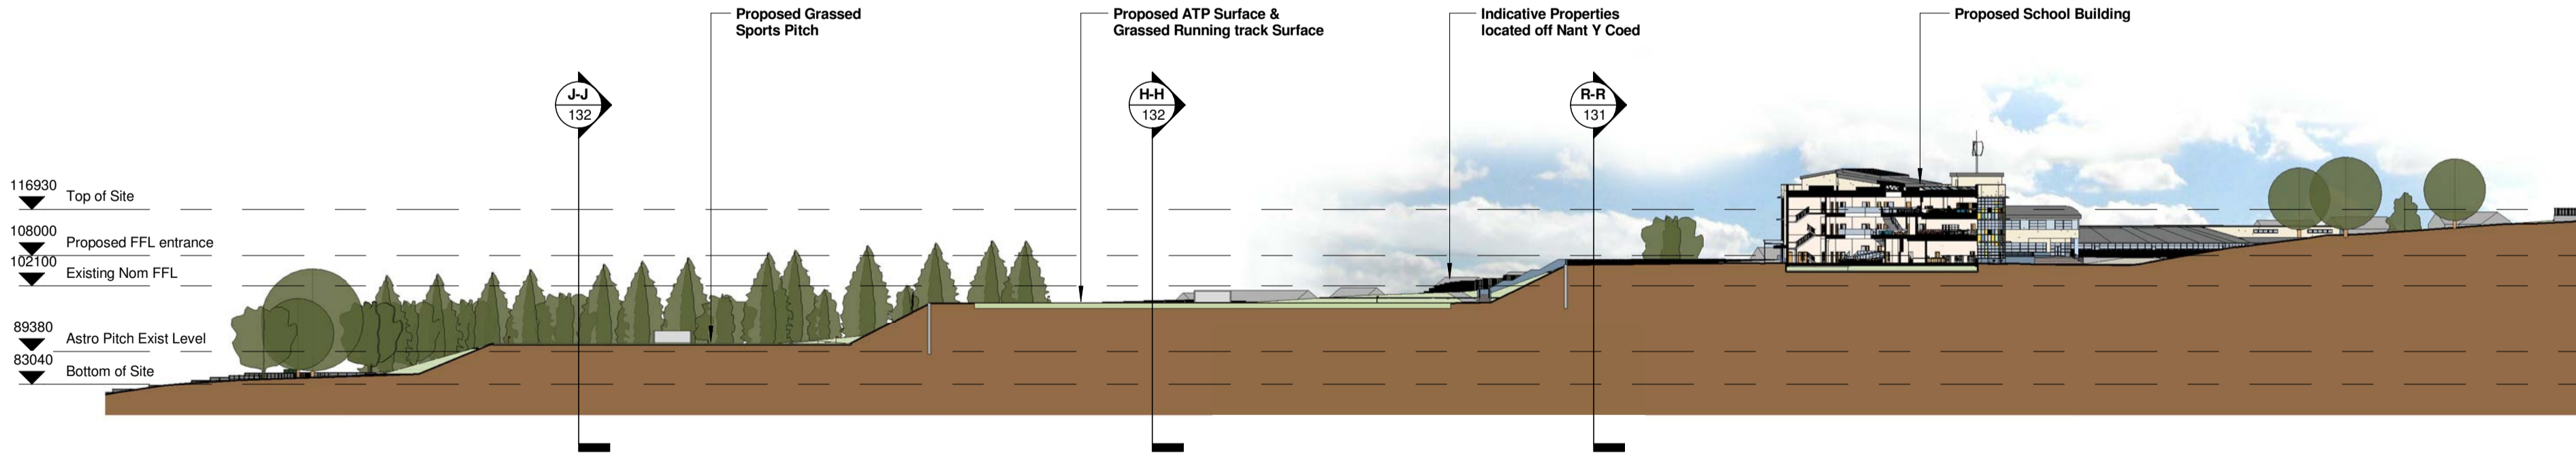 Proposed Grassed
Sports Pitch
Proposed ATP Surface &
Grassed Running track Surface
Indicative Properties
located off Nant Y Coed
Proposed School Building
J-J
132
H-H
132
R-R
131
116930
Top of Site
108000
Proposed FFL entrance
102100
Existing Nom FFL
89380
Astro Pitch Exist Level
83040
Bottom of Site